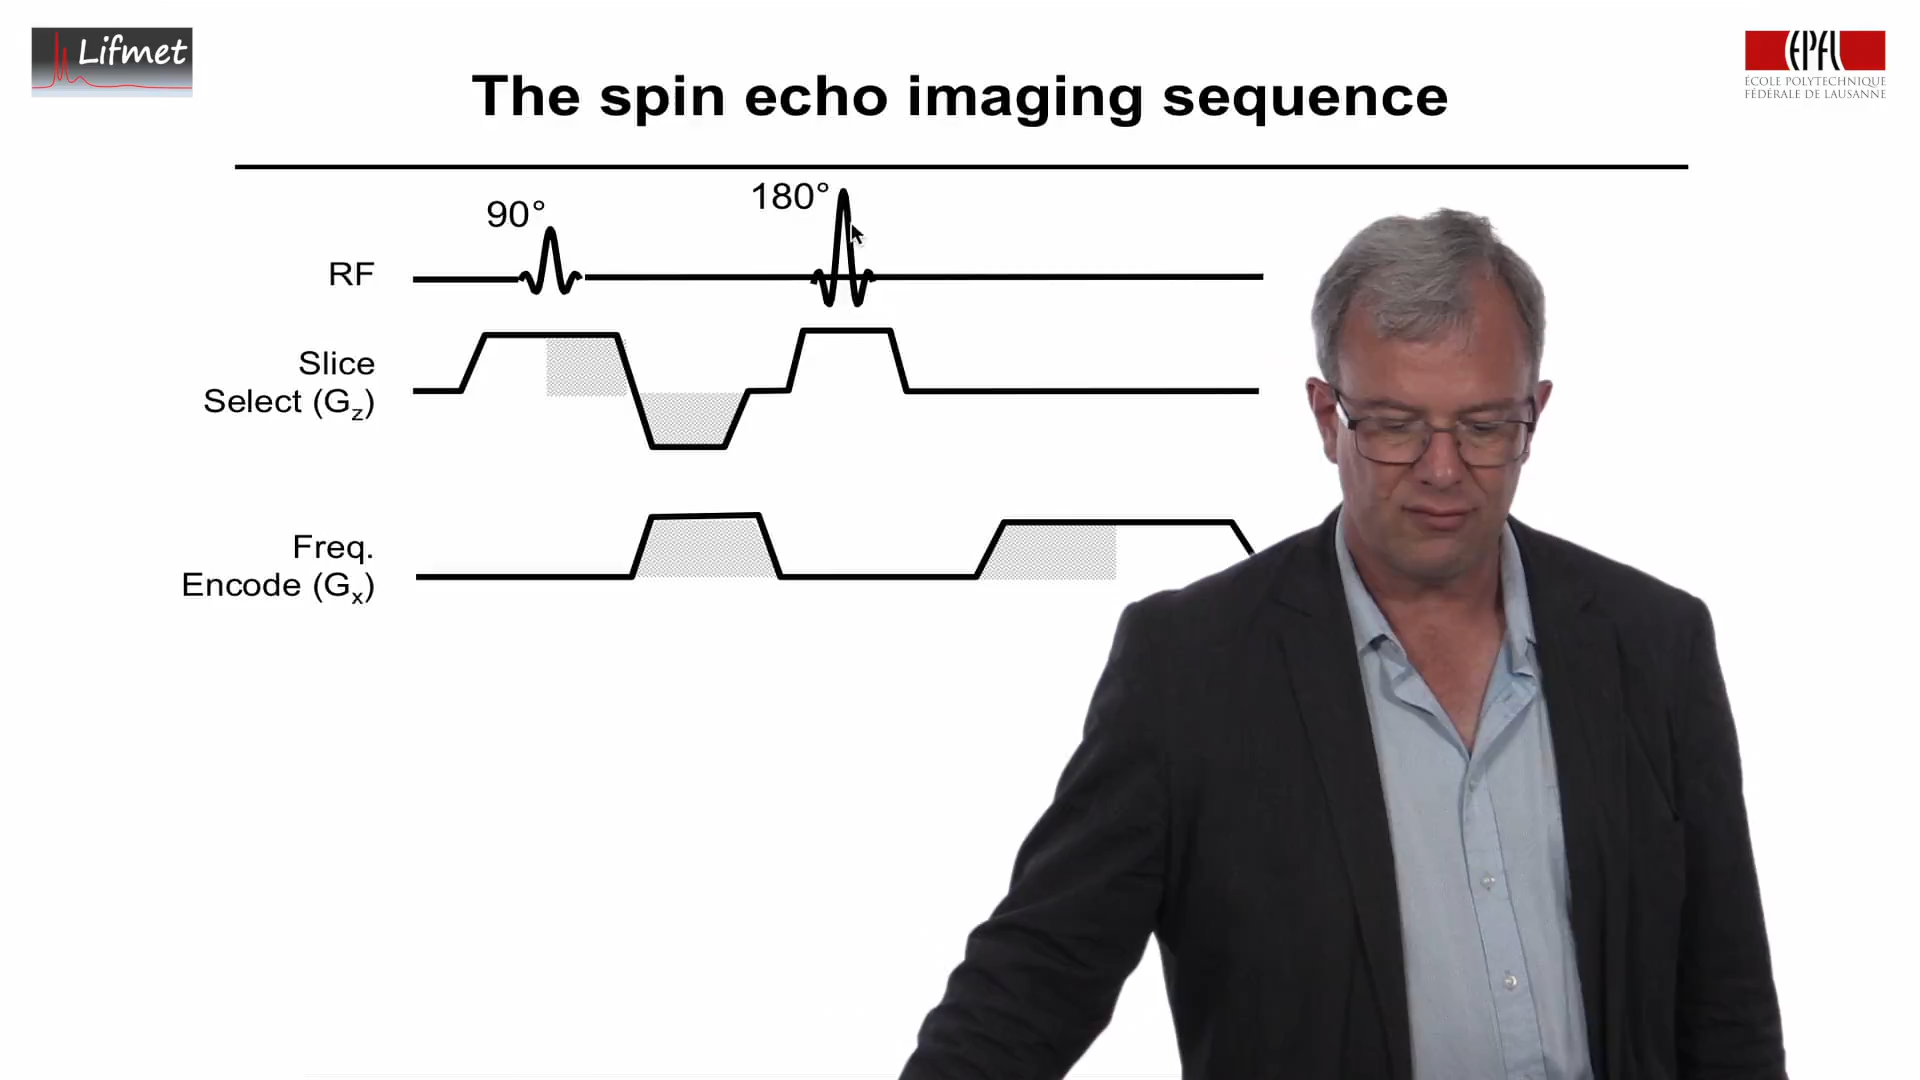 Lifmet
EPFL
ÉCOLE POLYTECHNIQUE
FÉDÉRALE DE LAUSANNE
The spin echo imaging sequence
90°
180°
RF
Slice
Select (Gz)
Freq.
Encode (Gx)